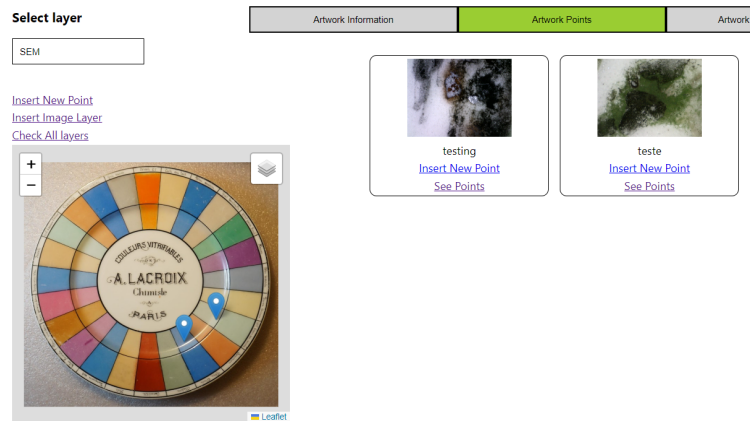 Select layer
SEM
Insert New Point
Insert Image Layer
Check All layers
+
−
COULEURS VITRIFIABLES
A. LACROIX
Chimiste
PARIS
Leaflet
Artwork Information
Artwork Points
Artwork
testing
Insert New Point
See Points
teste
Insert New Point
See Points